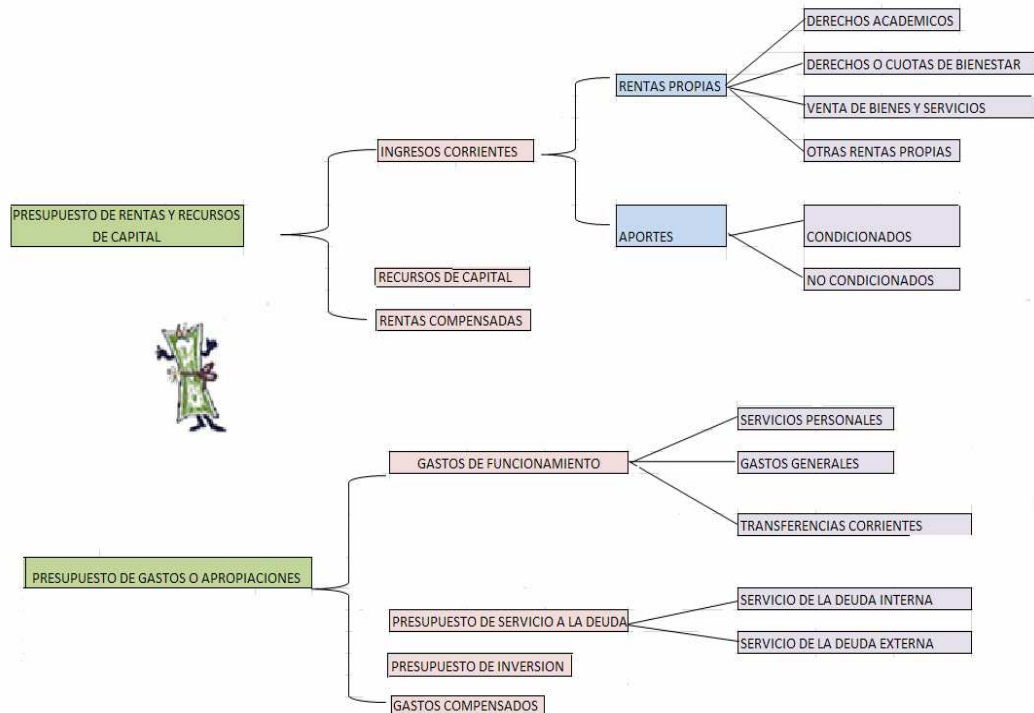 DERECHOS ACADEMICOS
DERECHOS O CUOTAS DE BIENESTAR
RENTAS PROPIAS
VENTA DE BIENES Y SERVICIOS
INGRESOS CORRIENTES
OTRAS RENTAS PROPIAS
PRESUPUESTO DE RENTAS Y RECURSOS
DE CAPITAL
APORTES
CONDICIONADOS
RECURSOS DE CAPITAL
NO CONDICIONADOS
RENTAS COMPENSADAS
SERVICIOS PERSONALES
GASTOS DE FUNCIONAMIENTO
GASTOS GENERALES
TRANSFERENCIAS CORRIENTES
PRESUPUESTO DE GASTOS O APROPIACIONES
SERVICIO DE LA DEUDA INTERNA
PRESUPUESTO DE SERVICIO A LA DEUDA
SERVICIO DE LA DEUDA EXTERNA
PRESUPUESTO DE INVERSION
GASTOS COMPENSADOS